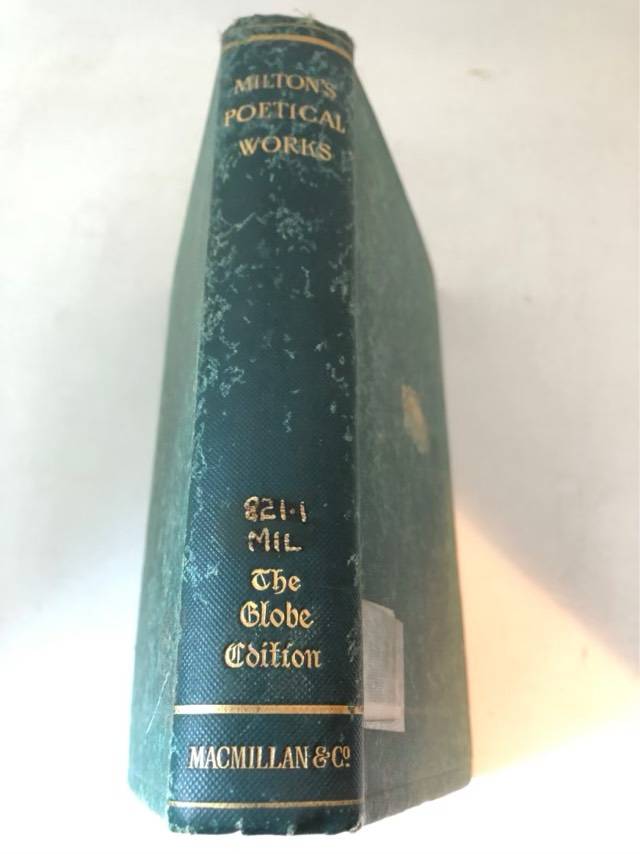 MILTON'S
POETICAL
WORKS
821.1
MIL
The
Globe
Edition
MACMILLAN & Cº